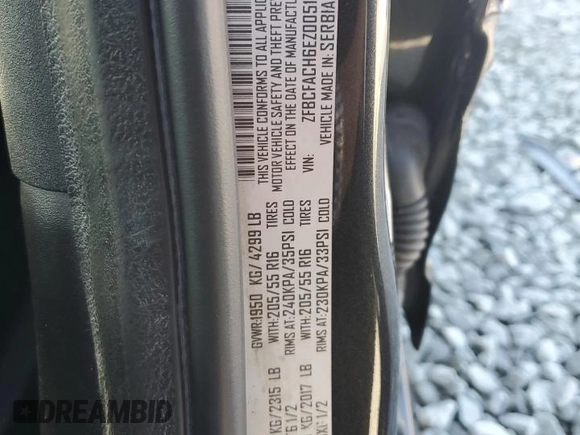 THIS VEHICLE CONFORMS TO ALL APPLIC
MOTOR VEHICLE SAFETY AND THEFT PRE
EFFECT ON THE DATE OF MANUFACTU
VIN: ZFBCFACH6EZ005
VEHICLE MADE IN: SERBIA
GVWR:1950 KG/4299 LB
KG/2315 LB WITH:205/55 R16 TIRES
RIMS AT:240KPA/35PSI COLD
KG/2017 LB WITH:205/55 R16 TIRES
RIMS AT:230KPA/33PSI COLD
DREAMBID